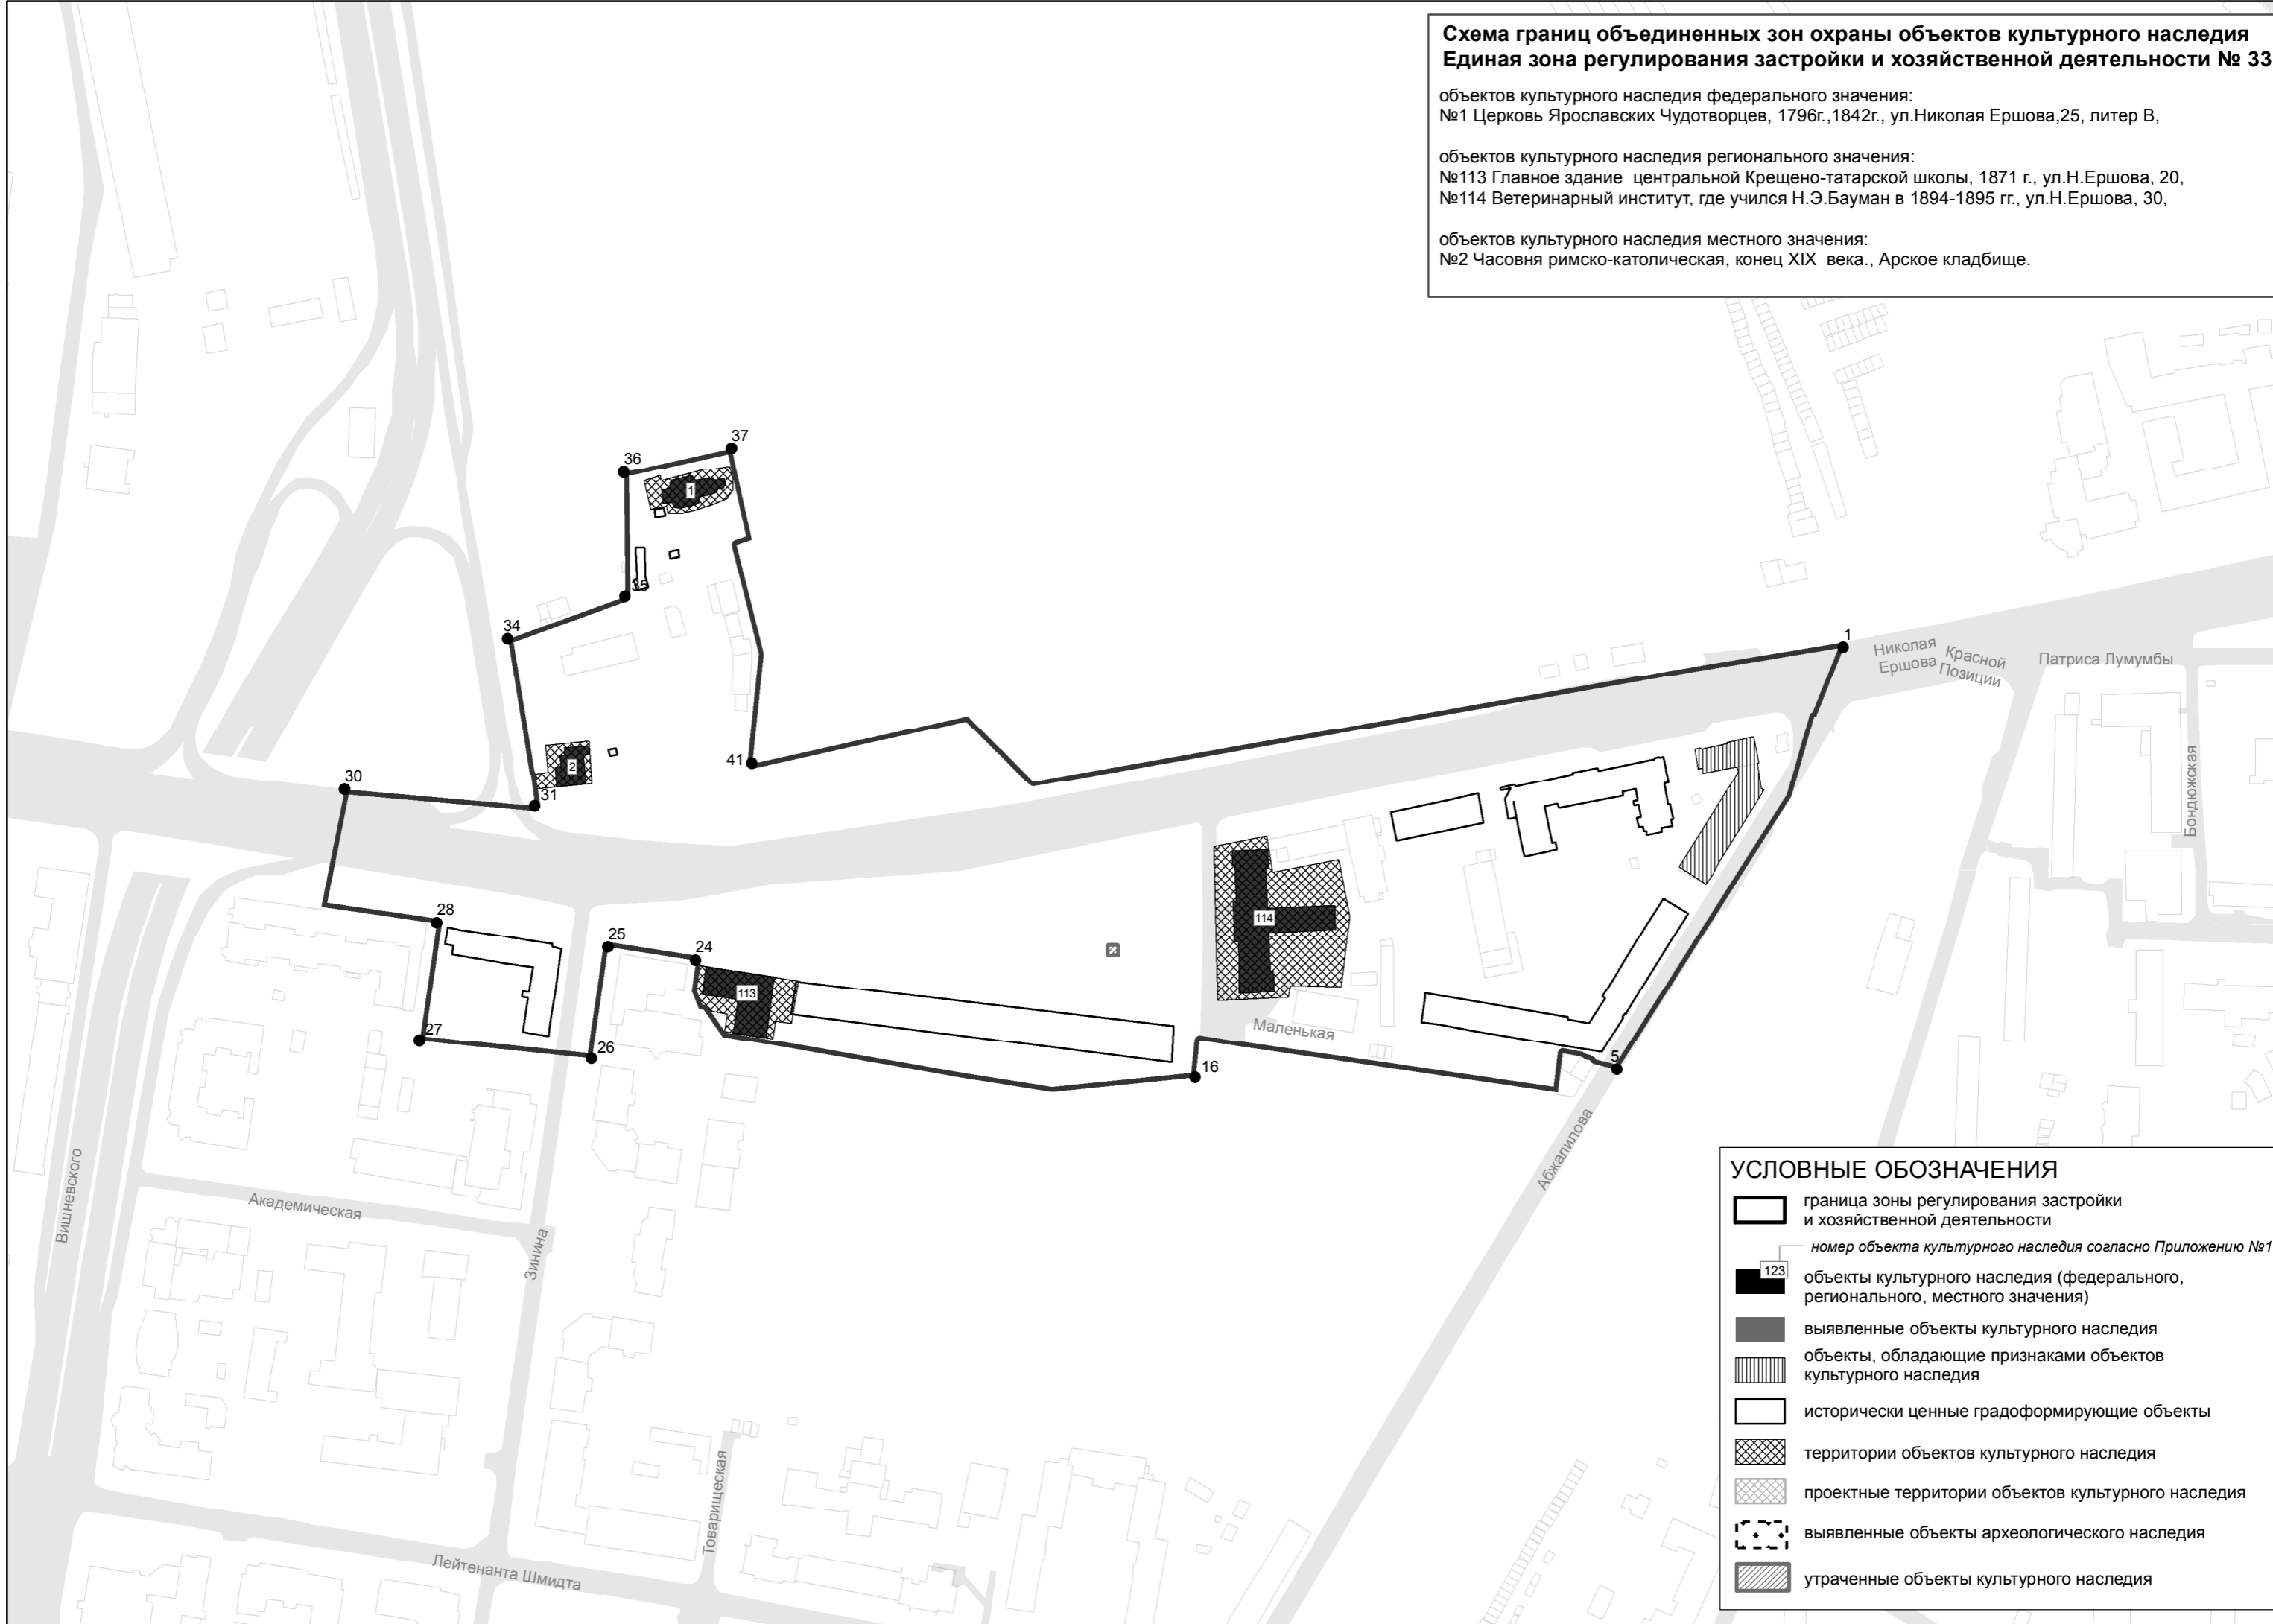 Схема границ объединенных зон охраны объектов культурного наследия
Единая зона регулирования застройки и хозяйственной деятельности № 33
объектов культурного наследия федерального значения:
№1 Церковь Ярославских Чудотворцев, 1796г.,1842г., ул.Николая Ершова,25, литер В,
объектов культурного наследия регионального значения:
№113 Главное здание центральной Крещено-татарской школы, 1871 г., ул.Н.Ершова, 20,
№114 Ветеринарный институт, где учился Н.Э.Бауман в 1894-1895 гг., ул.Н.Ершова, 30,
объектов культурного наследия местного значения:
№2 Часовня римско-католическая, конец XIX века., Арское кладбище.
37
36
1
35
34
1
Николая
Ершова
Красной
Позиции
Патриса Лумумбы
41
2
30
31
Бондюжская
28
25
24
114
113
27
26
Маленькая
16
5
Абжалилова
Вишневского
Академическая
Зинина
Товарищеская
Лейтенанта Шмидта
УСЛОВНЫЕ ОБОЗНАЧЕНИЯ
граница зоны регулирования застройки
и хозяйственной деятельности
номер объекта культурного наследия согласно Приложению №1
123
объекты культурного наследия (федерального,
регионального, местного значения)
выявленные объекты культурного наследия
объекты, обладающие признаками объектов
культурного наследия
исторически ценные градоформирующие объекты
территории объектов культурного наследия
проектные территории объектов культурного наследия
выявленные объекты археологического наследия
утраченные объекты культурного наследия